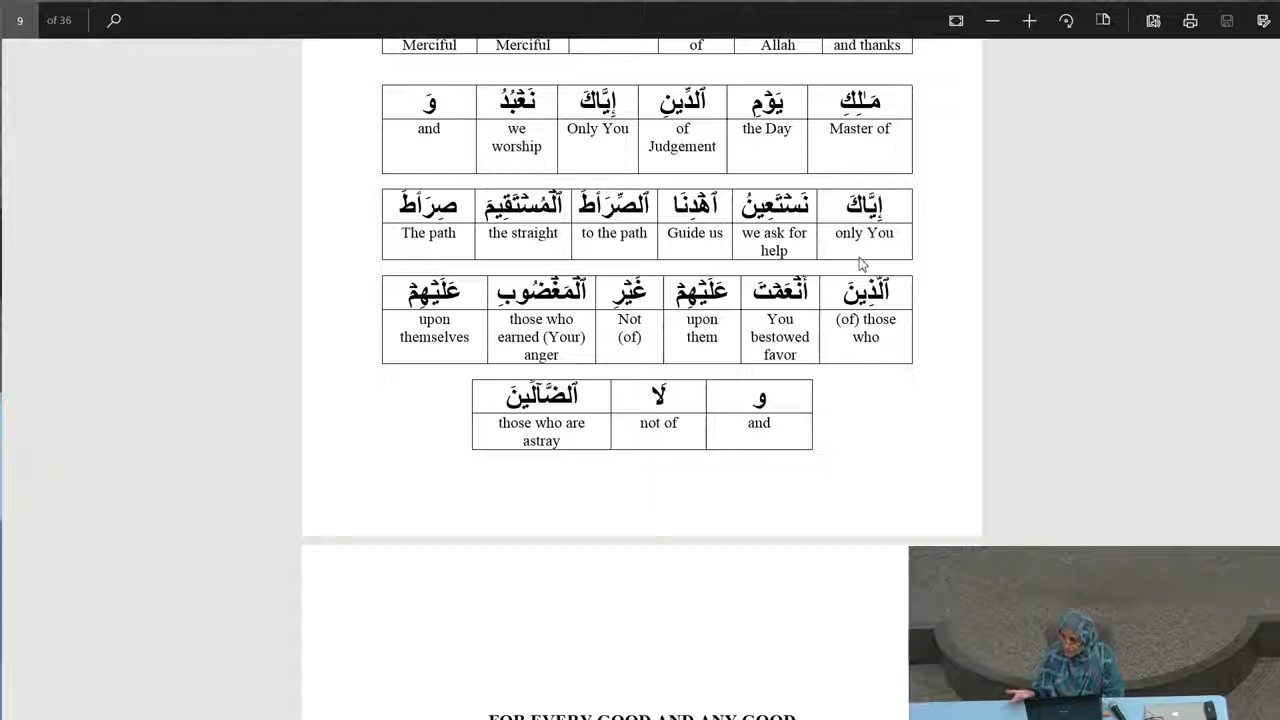 9 of 36
Merciful Merciful of Allah and thanks
مَـٰلِكِ يَوْمِ ٱلدِّينِ إِيَّاكَ نَعْبُدُ وَ
Master of the Day of Judgement Only You we worship and
إِيَّاكَ نَسْتَعِينُ ٱهْدِنَا ٱلصِّرَٲطَ ٱلْمُسْتَقِيمَ صِرَٲطَ
only You we ask for help Guide us to the path the straight The path
ٱلَّذِينَ أَنْعَمْتَ عَلَيْهِمْ غَيْرِ ٱلْمَغْضُوبِ عَلَيْهِمْ
(of) those who You bestowed favor upon them Not (of) those who earned (Your) anger upon themselves
و لَا ٱلضَّآلِّينَ
and not of those who are astray
FOR EVERY GOOD AND ANY GOOD